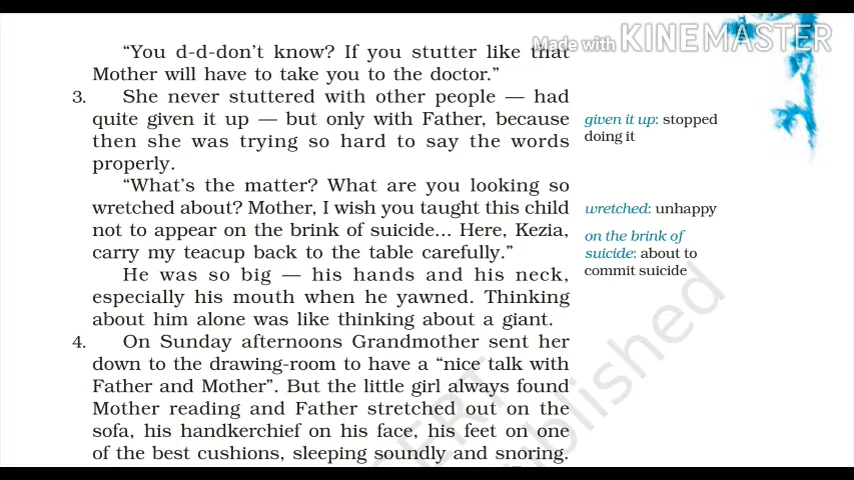 Made with KINEMASTER
“You d-d-don’t know? If you stutter like that
Mother will have to take you to the doctor.”
3. She never stuttered with other people — had
quite given it up — but only with Father, because
then she was trying so hard to say the words
properly.
“What’s the matter? What are you looking so
wretched about? Mother, I wish you taught this child
not to appear on the brink of suicide... Here, Kezia,
carry my teacup back to the table carefully.”
He was so big — his hands and his neck,
especially his mouth when he yawned. Thinking
about him alone was like thinking about a giant.
4. On Sunday afternoons Grandmother sent her
down to the drawing-room to have a “nice talk with
Father and Mother”. But the little girl always found
Mother reading and Father stretched out on the
sofa, his handkerchief on his face, his feet on one
of the best cushions, sleeping soundly and snoring.
given it up: stopped
doing it
wretched: unhappy
on the brink of
suicide: about to
commit suicide